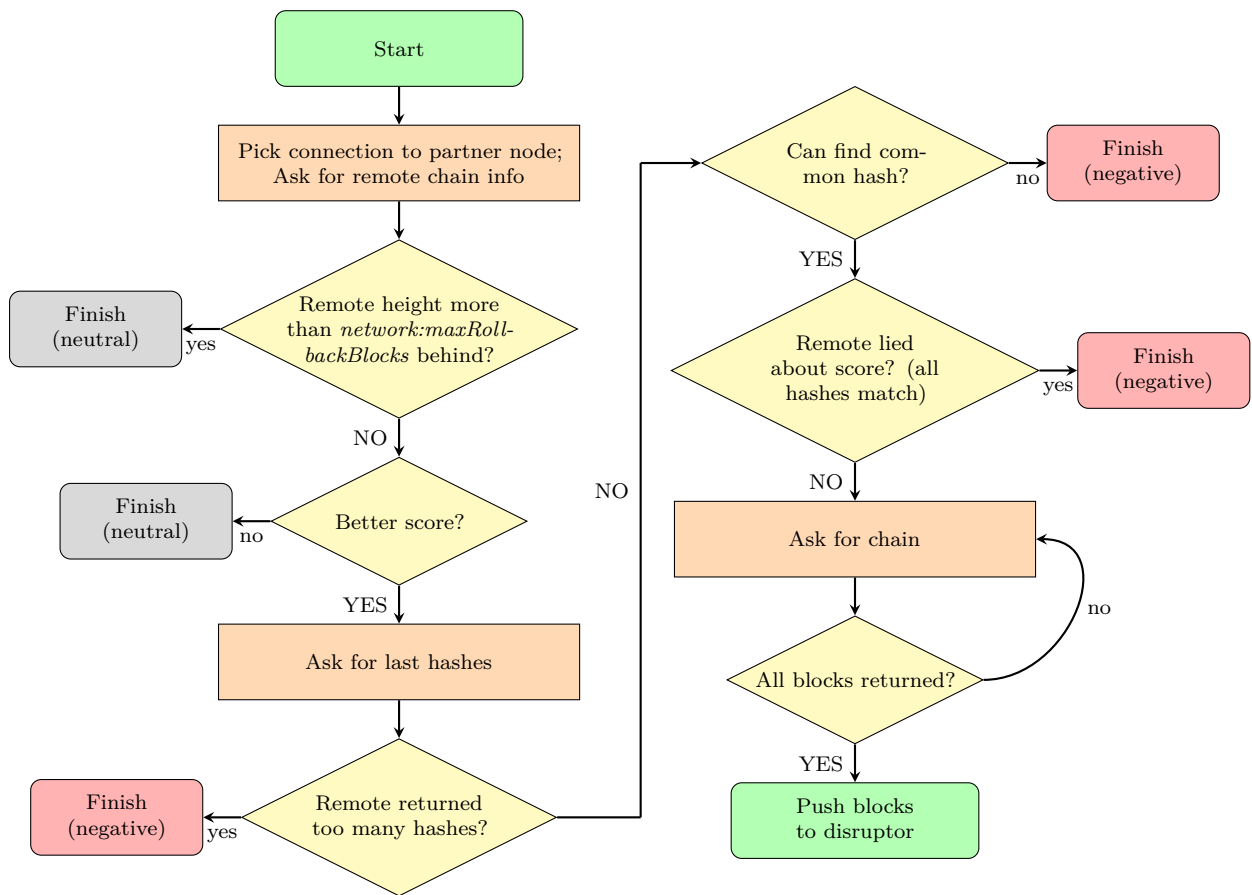 Start
Pick connection to partner node;
Ask for remote chain info
Remote height more
than network:maxRoll-
backBlocks behind?
yes
Finish
(neutral)
NO
Better score?
no
Finish
(neutral)
YES
Ask for last hashes
Remote returned
too many hashes?
yes
Finish
(negative)
NO
Can find com-
mon hash?
no
Finish
(negative)
YES
Remote lied
about score? (all
hashes match)
yes
Finish
(negative)
NO
Ask for chain
All blocks returned?
no
YES
Push blocks
to disruptor